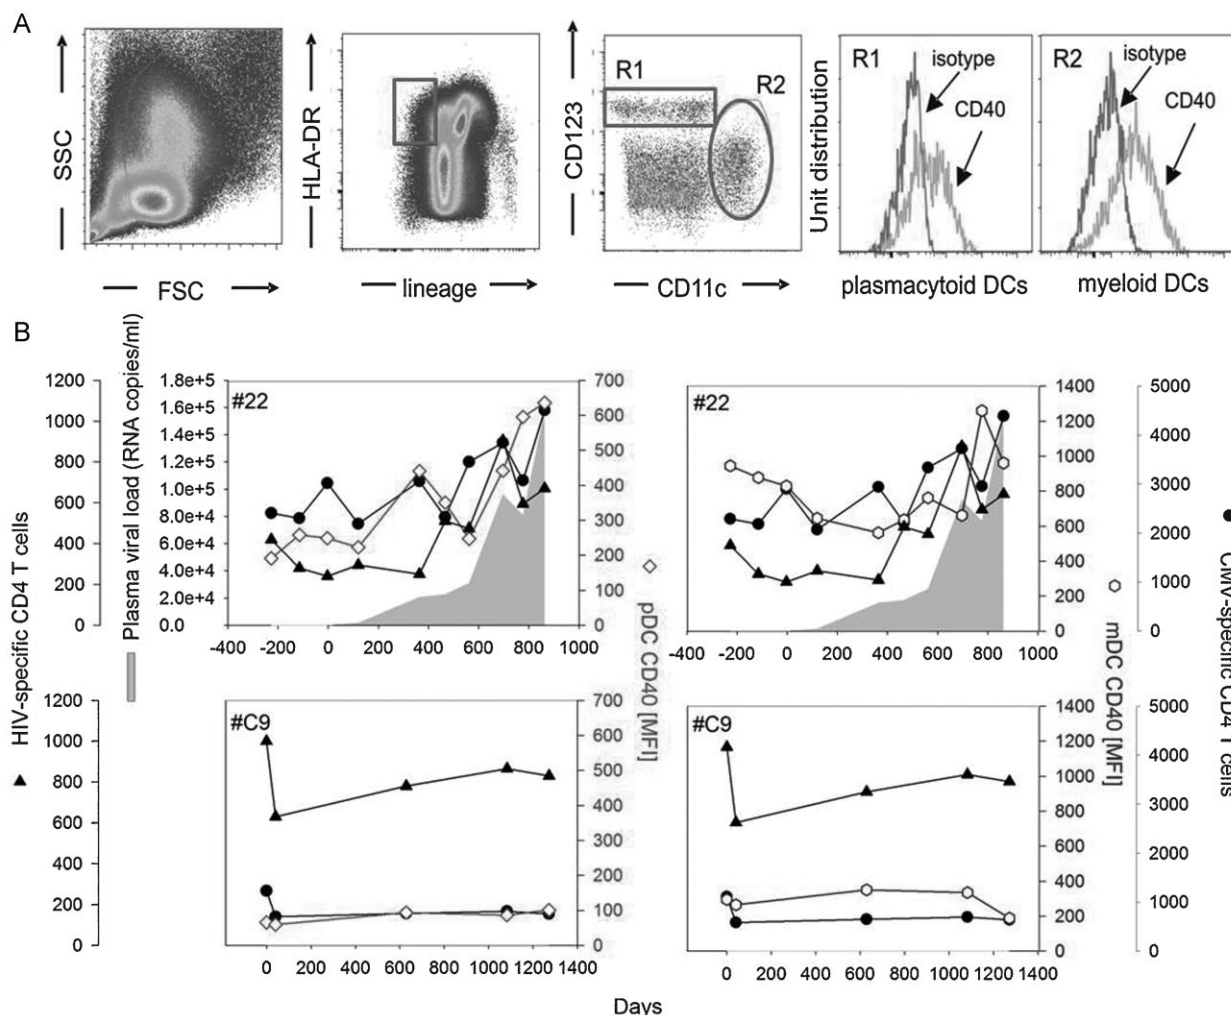 A
SSC
FSC
HLA-DR
lineage
CD123
R1
R2
CD11c
Unit distribution
R1
isotype
CD40
plasmacytoid DCs
R2
isotype
CD40
myeloid DCs
B
HIV-specific CD4 T cells
Plasma viral load (RNA copies/ml)
1200
1000
800
600
400
200
0
1.8e+5
1.6e+5
1.4e+5
1.2e+5
1.0e+5
8.0e+4
6.0e+4
4.0e+4
2.0e+4
0.0
#22
700
600
500
400
300
200
100
0
-400 -200 0 200 400 600 800 1000
pDC CD40 [MFI]
#22
1400
1200
1000
800
600
400
200
0
5000
4000
3000
2000
1000
0
-400 -200 0 200 400 600 800 1000
mDC CD40 [MFI]
CMV-specific CD4 T cells
1200
1000
800
600
400
200
0
#C9
700
600
500
400
300
200
100
0
0 200 400 600 800 1000 1200 1400
#C9
1400
1200
1000
800
600
400
200
0
5000
4000
3000
2000
1000
0
0 200 400 600 800 1000 1200 1400
Days